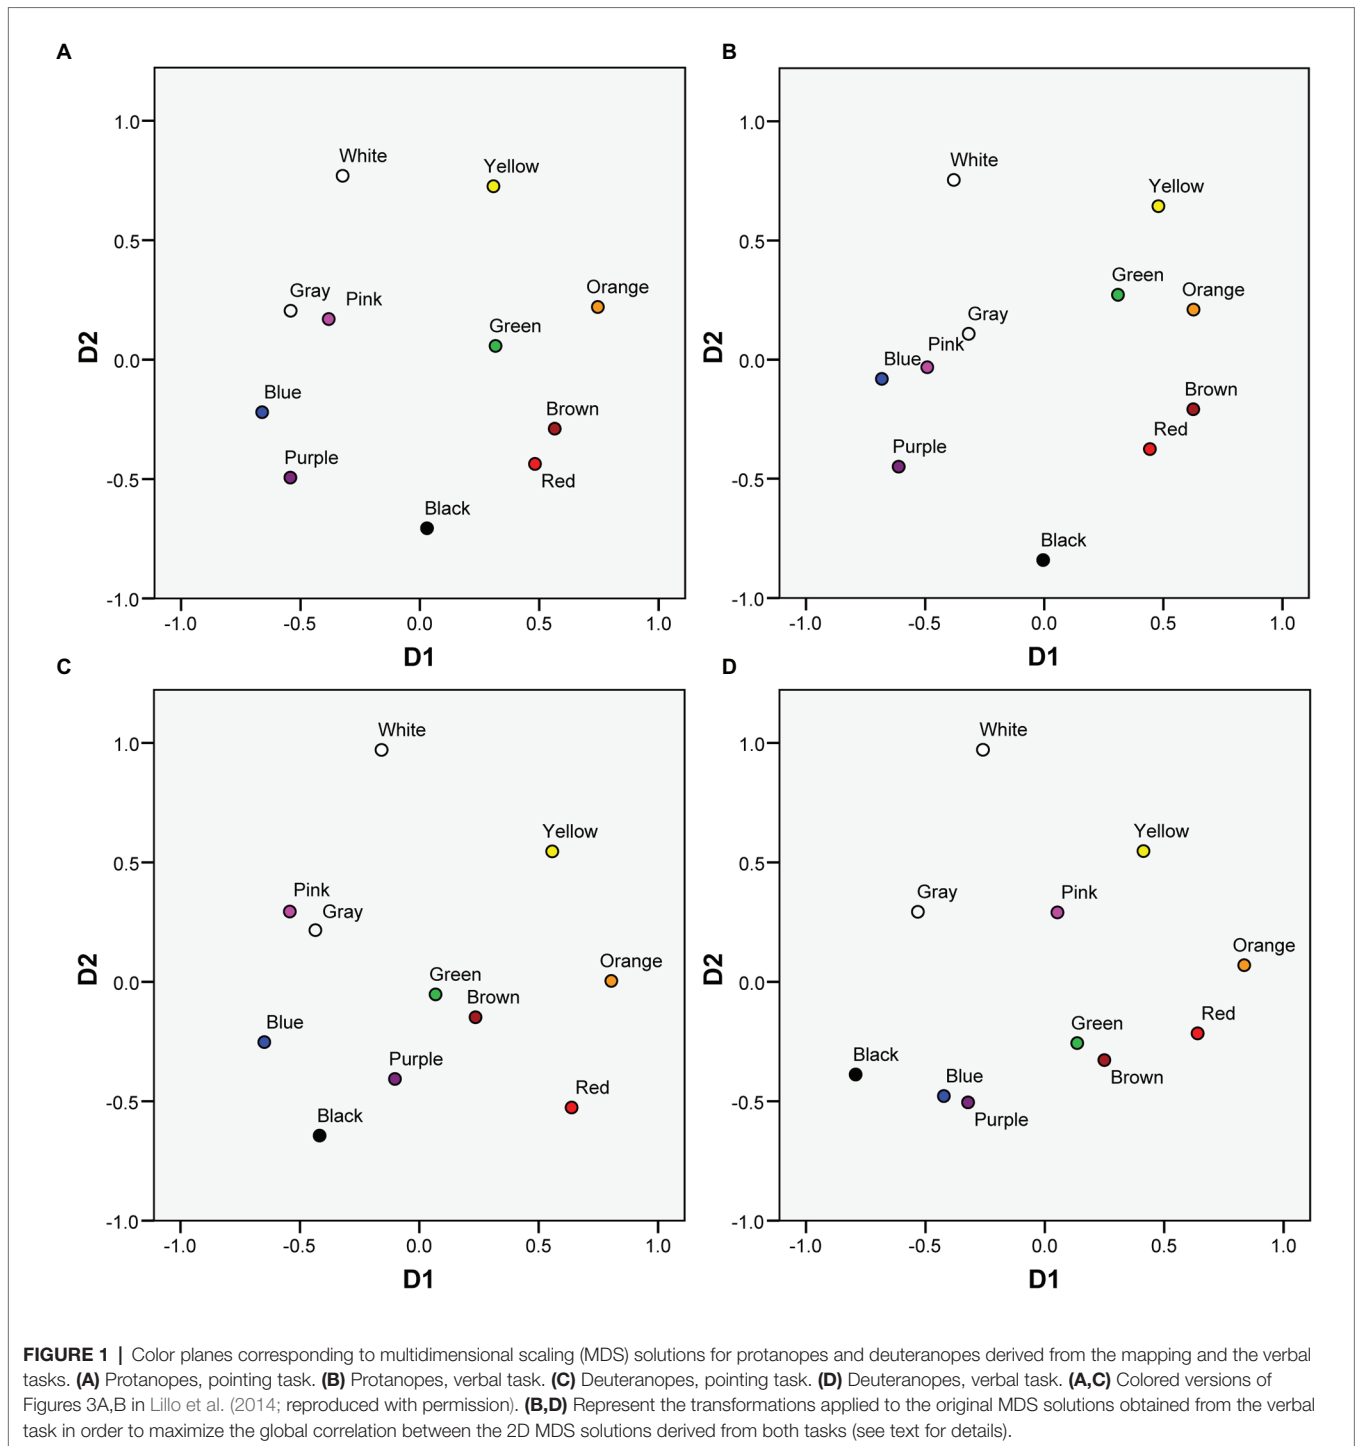 A
B
1.0
0.5
0.0
-0.5
-1.0
D2
White
Yellow
Gray
Pink
Orange
Green
Blue
Brown
Purple
Red
Black
-1.0
-0.5
0.0
0.5
1.0
D1
1.0
0.5
0.0
-0.5
-1.0
D2
White
Yellow
Green
Orange
Gray
Pink
Blue
Brown
Red
Purple
Black
-1.0
-0.5
0.0
0.5
1.0
D1
C
D
1.0
0.5
0.0
-0.5
-1.0
D2
White
Yellow
Pink
Gray
Orange
Green
Brown
Blue
Purple
Red
Black
-1.0
-0.5
0.0
0.5
1.0
D1
1.0
0.5
0.0
-0.5
-1.0
D2
White
Yellow
Gray
Pink
Orange
Red
Green
Black
Blue
Brown
Purple
-1.0
-0.5
0.0
0.5
1.0
D1
FIGURE 1 | Color planes corresponding to multidimensional scaling (MDS) solutions for protanopes and deuteranopes derived from the mapping and the verbal
tasks. (A) Protanopes, pointing task. (B) Protanopes, verbal task. (C) Deuteranopes, pointing task. (D) Deuteranopes, verbal task. (A,C) Colored versions of
Figures 3A,B in Lillo et al. (2014; reproduced with permission). (B,D) Represent the transformations applied to the original MDS solutions obtained from the verbal
task in order to maximize the global correlation between the 2D MDS solutions derived from both tasks (see text for details).